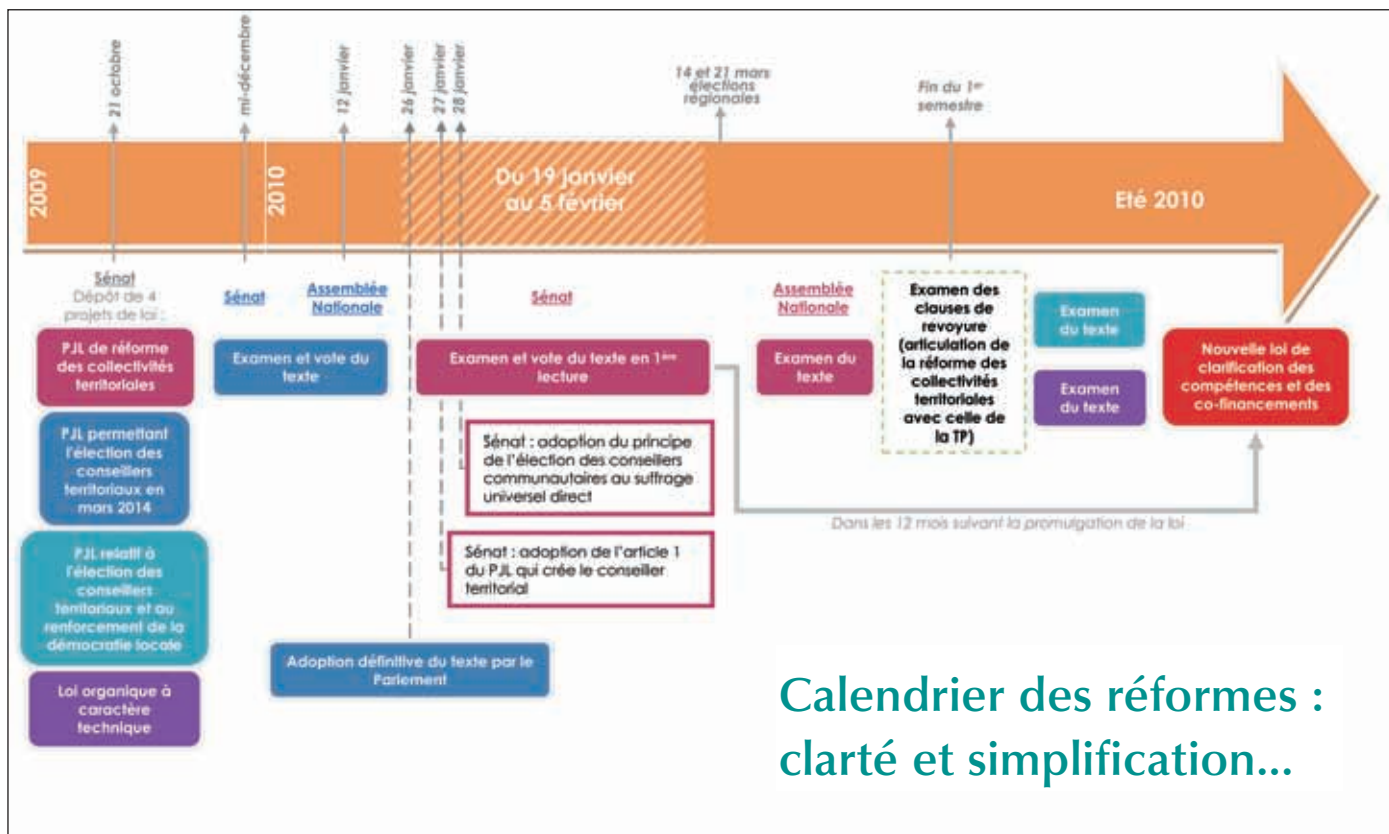 21 octobre
mi-décembre
12 janvier
26 janvier
27 janvier
28 janvier
14 et 21 mars
élections
régionales
Fin du 1er
semestre
2009
2010
Du 19 janvier
au 5 février
Eté 2010
Sénat
Dépôt de 4
projets de loi :
PJL de réforme
des collectivités
territoriales
PJL permettant
l'élection des
conseillers
territoriaux en
mars 2014
PJL relatif à
l'élection des
conseillers
territoriaux et au
renforcement de la
démocratie locale
Loi organique à
caractère
technique
Sénat
Assemblée
Nationale
Examen et vote du
texte
Adoption définitive du texte par le
Parlement
Sénat
Examen et vote du texte en 1ère
lecture
Sénat : adoption du principe
de l'élection des conseillers
communautaires au suffrage
universel direct
Sénat : adoption de l'article 1
du PJL qui crée le conseiller
territorial
Assemblée
Nationale
Examen du
texte
Examen des
clauses de
revoyure
(articulation de
la réforme des
collectivités
territoriales
avec celle de
la TP)
Examen
du texte
Examen
du texte
Nouvelle loi de
clarification des
compétences et des
co-financements
Dans les 12 mois suivant la promulgation de la loi
Calendrier des réformes :
clarté et simplification...